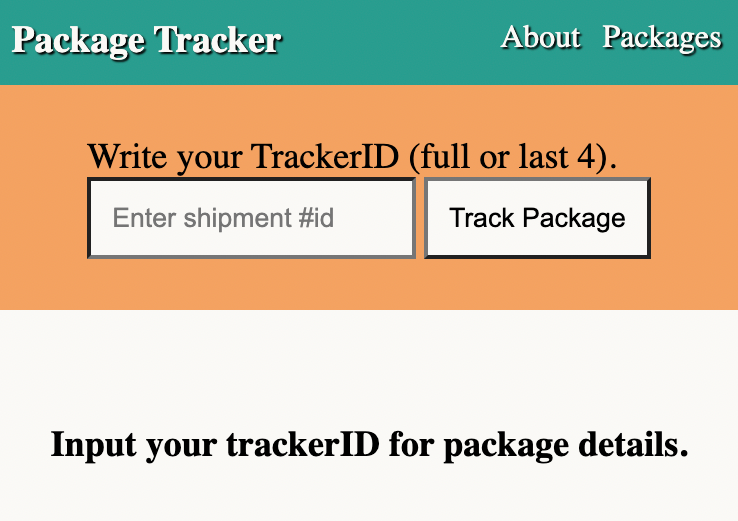 Package Tracker
About Packages
Write your TrackerID (full or last 4).
Enter shipment #id
Track Package
Input your trackerID for package details.